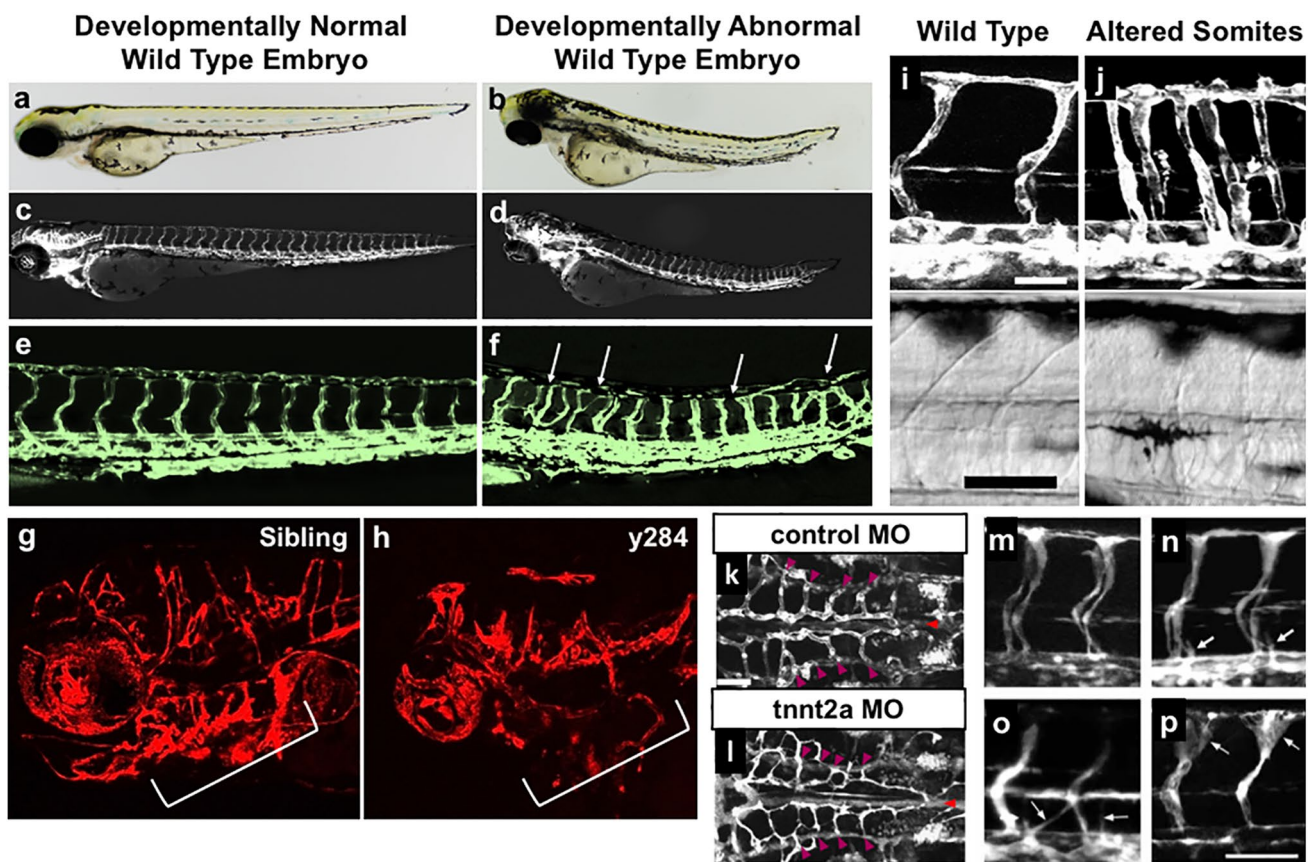 Developmentally Normal
Wild Type Embryo
Developmentally Abnormal
Wild Type Embryo
Wild Type
Altered Somites
a
b
c
d
e
f
i
j
g
Sibling
h
y284
control MO
k
tnnt2a MO
l
m
n
o
p